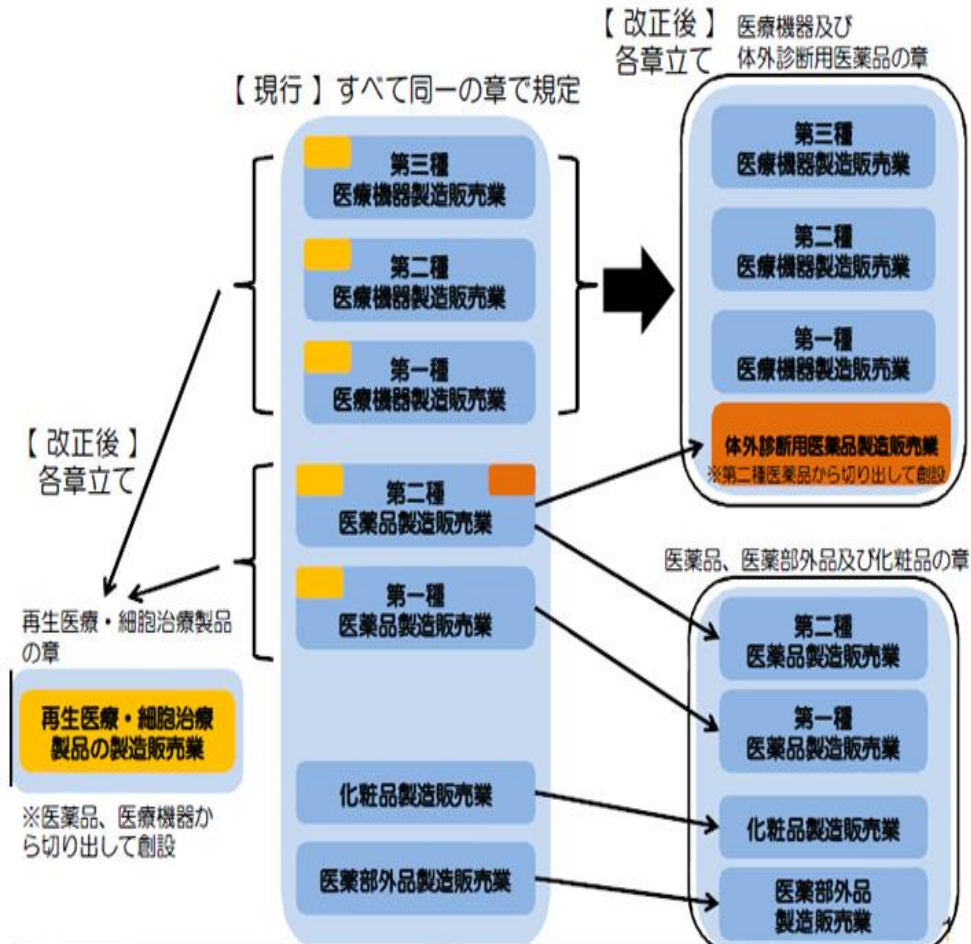 【 現行 】すべて同一の章で規定
第三種
医療機器製造販売業
第二種
医療機器製造販売業
第一種
医療機器製造販売業
第二種
医薬品製造販売業
第一種
医薬品製造販売業
化粧品製造販売業
医薬部外品製造販売業
【 改正後 】
各章立て
再生医療・細胞治療製品
の章
再生医療・細胞治療
製品の製造販売業
※医薬品、医療機器か
ら切り出して創設
【 改正後 】
各章立て
医療機器及び
体外診断用医薬品の章
第三種
医療機器製造販売業
第二種
医療機器製造販売業
第一種
医療機器製造販売業
体外診断用医薬品製造販売業
※第二種医薬品から切り出して創設
医薬品、医薬部外品及び化粧品の章
第二種
医薬品製造販売業
第一種
医薬品製造販売業
化粧品製造販売業
医薬部外品
製造販売業